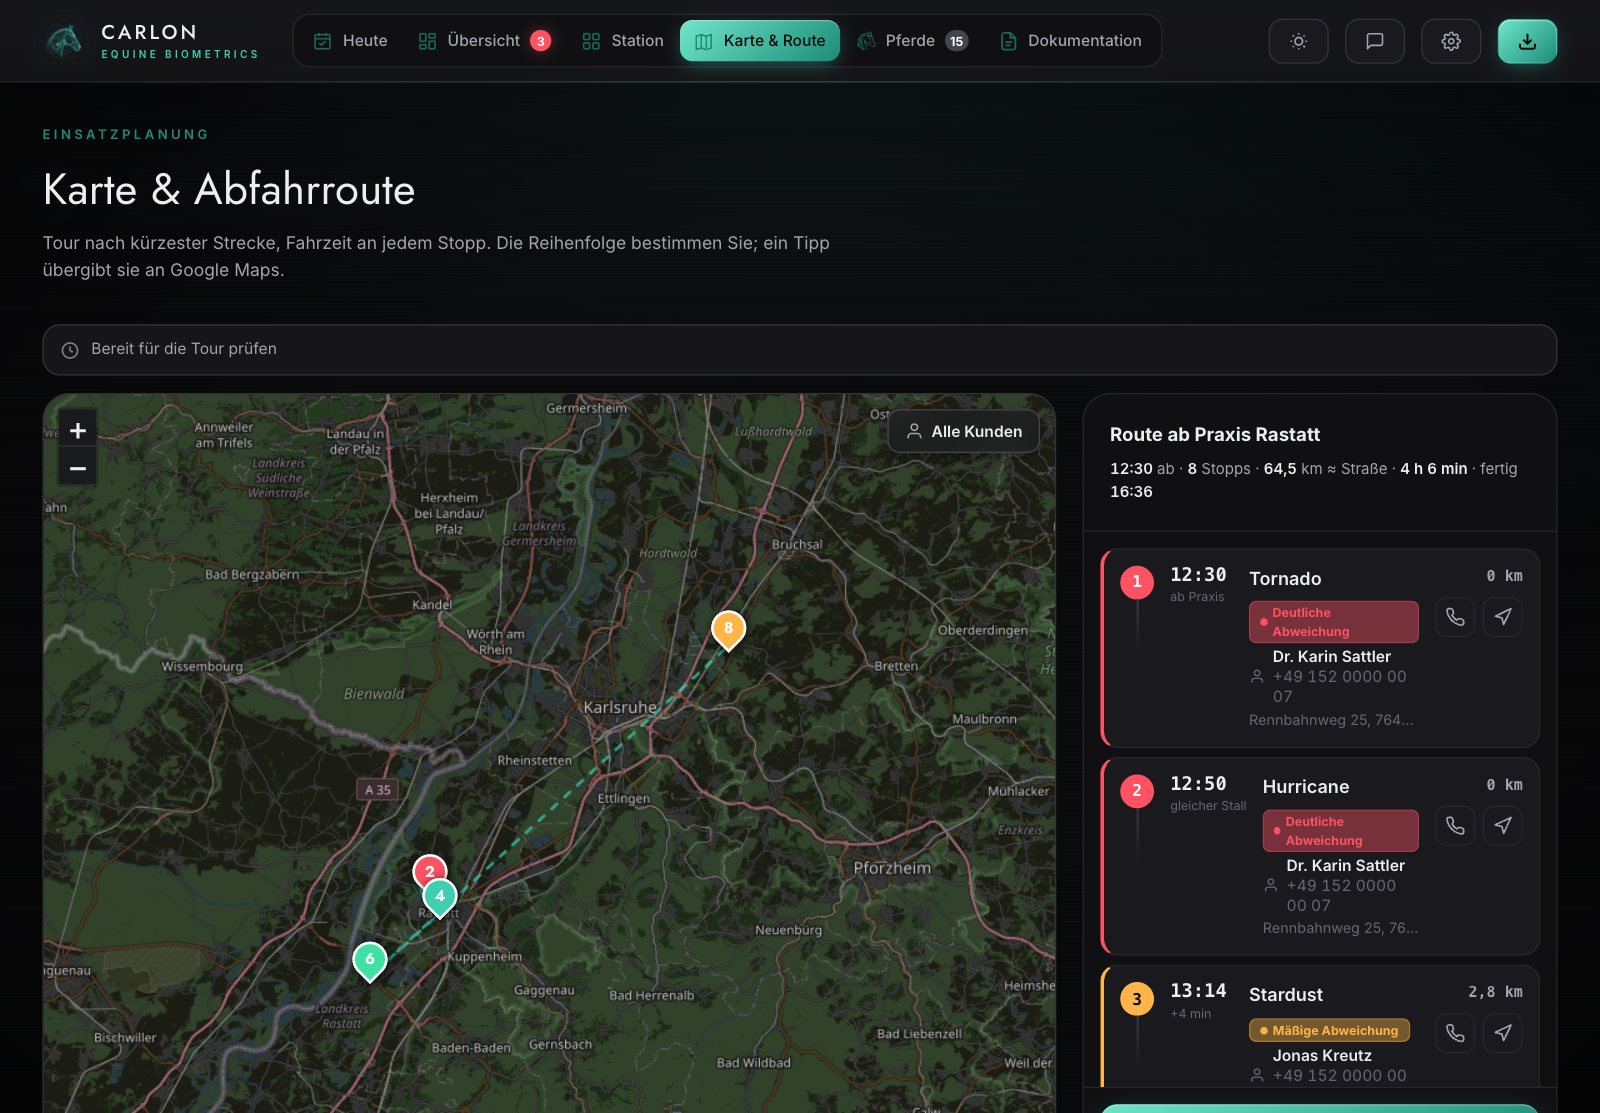 CARLON
EQUINE BIOMETRICS
Heute
Übersicht 3
Station
Karte & Route
Pferde 15
Dokumentation
EINSATZPLANUNG
Karte & Abfahrroute
Tour nach kürzester Strecke, Fahrzeit an jedem Stopp. Die Reihenfolge bestimmen Sie; ein Tipp
übergibt sie an Google Maps.
Bereit für die Tour prüfen
+
−
Alle Kunden
Germersheim
Annweiler
am Trifels
Landau in
der Pfalz
Lußhardtwald
Landkreis
Südliche
Weinstraße
Herxheim
bei Landau/
Pfalz
Landkreis
Germersheim
Hardtwald
Bruchsal
Bad Bergzabern
Kandel
Wörth am
Rhein
8
Oberderdingen
Wissembourg
Bretten
Bienwald
Karlsruhe
Maulbronn
Rheinstetten
A 35
Ettlingen
Mühlacker
Enzkreis
2
4
Pforzheim
6
Neuenbürg
Kuppenheim
Gaggenau
Bad Herrenalb
Landkreis
Rastatt
Bischwiller
Baden-Baden
Gernsbach
Bad Liebenzell
Bad Wildbad
Weil der
Route ab Praxis Rastatt
12:30 ab · 8 Stopps · 64,5 km ≈ Straße · 4 h 6 min · fertig
16:36
1
12:30
ab Praxis
Tornado
0 km
Deutliche
Abweichung
Dr. Karin Sattler
+49 152 0000 00
07
Rennbahnweg 25, 764…
2
12:50
gleicher Stall
Hurricane
0 km
Deutliche
Abweichung
Dr. Karin Sattler
+49 152 0000
00 07
Rennbahnweg 25, 76…
3
13:14
+4 min
Stardust
2,8 km
Mäßige Abweichung
Jonas Kreutz
+49 152 0000 00